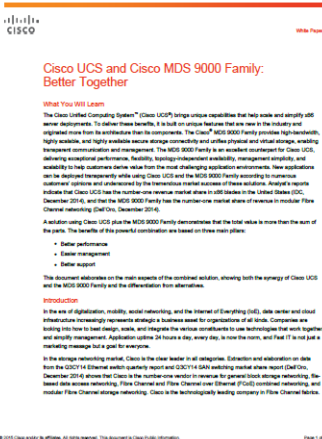 CISCO
White Paper
Cisco UCS and Cisco MDS 9000 Family:
Better Together
What You Will Learn
The Cisco Unified Computing System™ (Cisco UCS®) brings unique capabilities that help scale and simplify x86
server deployments. To deliver these benefits, it is built on unique features that are new in the industry and
originated more from its architecture than its components. The Cisco® MDS 9000 Family provides high-bandwidth,
highly scalable, and highly available secure storage connectivity and unifies physical and virtual storage, enabling
transparent communication and management. The MDS 9000 Family is an excellent counterpart for Cisco UCS,
delivering exceptional performance, flexibility, topology-independent availability, management simplicity, and
scalability to help customers derive value from the most challenging application environments. New applications
can be deployed transparently while using Cisco UCS and the MDS 9000 Family according to numerous
customers' opinions and underscored by the tremendous market success of these solutions. Analyst's reports
indicate that Cisco UCS has the number-one revenue market share in x86 blades in the United States (IDC,
December 2014), and that the MDS 9000 Family has the number-one market share of revenue in modular Fibre
Channel networking (Dell'Oro, December 2014).
A solution using Cisco UCS plus the MDS 9000 Family demonstrates that the total value is more than the sum of
the parts. The benefits of this powerful combination are based on three main pillars:
• Better performance
• Easier management
• Better support
This document elaborates on the main aspects of the combined solution, showing both the synergy of Cisco UCS
and the MDS 9000 Family and the differentiation from alternatives.
Introduction
In the era of digitalization, mobility, social networking, and the Internet of Everything (IoE), data center and cloud
infrastructure increasingly represents strategic a business asset for organizations of all kinds. Companies are
looking into how to best design, scale, and integrate the various constituents to use technologies that work together
and simplify management. Application uptime 24 hours a day, every day, is now the norm, and Fast IT is not just a
marketing message but a goal for everyone.
In the storage networking market, Cisco is the clear leader in all categories. Extraction and elaboration on data
from the Q3CY14 Ethernet switch quarterly report and Q3CY14 SAN switching market share report (Dell'Oro,
December 2014) shows that Cisco is the number-one vendor in revenue for general block storage networking, file-
based data access networking, Fibre Channel and Fibre Channel over Ethernet (FCoE) combined networking, and
modular Fibre Channel storage networking. Cisco is the technologically leading company in Fibre Channel fabrics.
© 2015 Cisco and/or its affiliates. All rights reserved. This document is Cisco Public Information.
Page 1 of